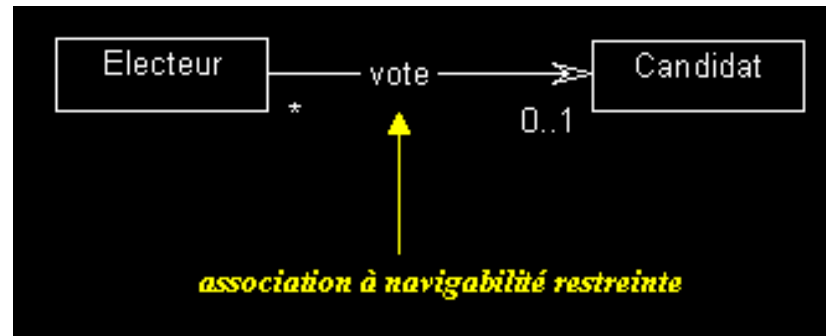 Electeur
vote
Candidat
*
0..1
association à navigabilité restreinte